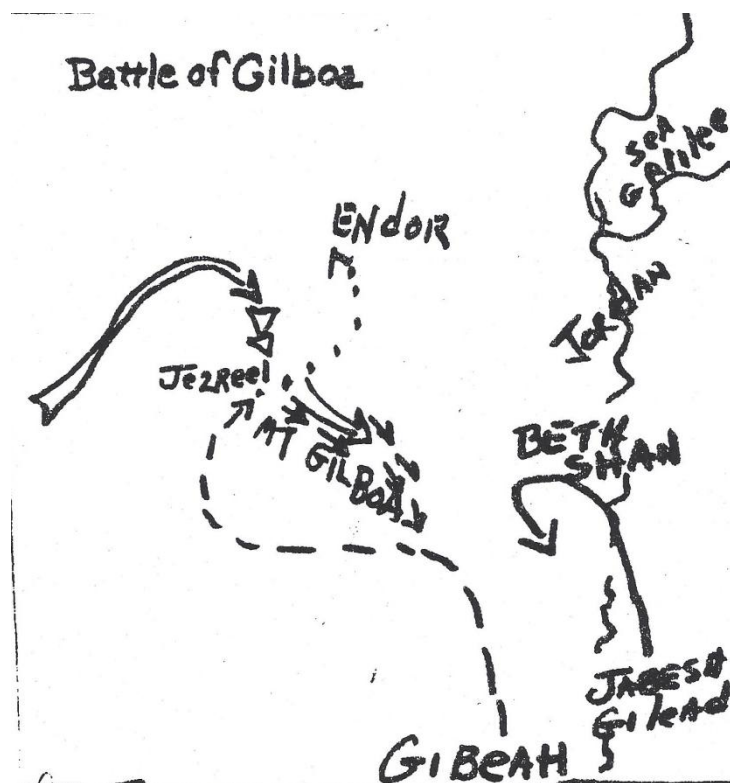 Battle of Gilboa
Sea
Galilee
ENdOR
JORDAN
JezReel
MT GILBOA
BETH
SHAN
JABESH
Gilead
GIBEAH